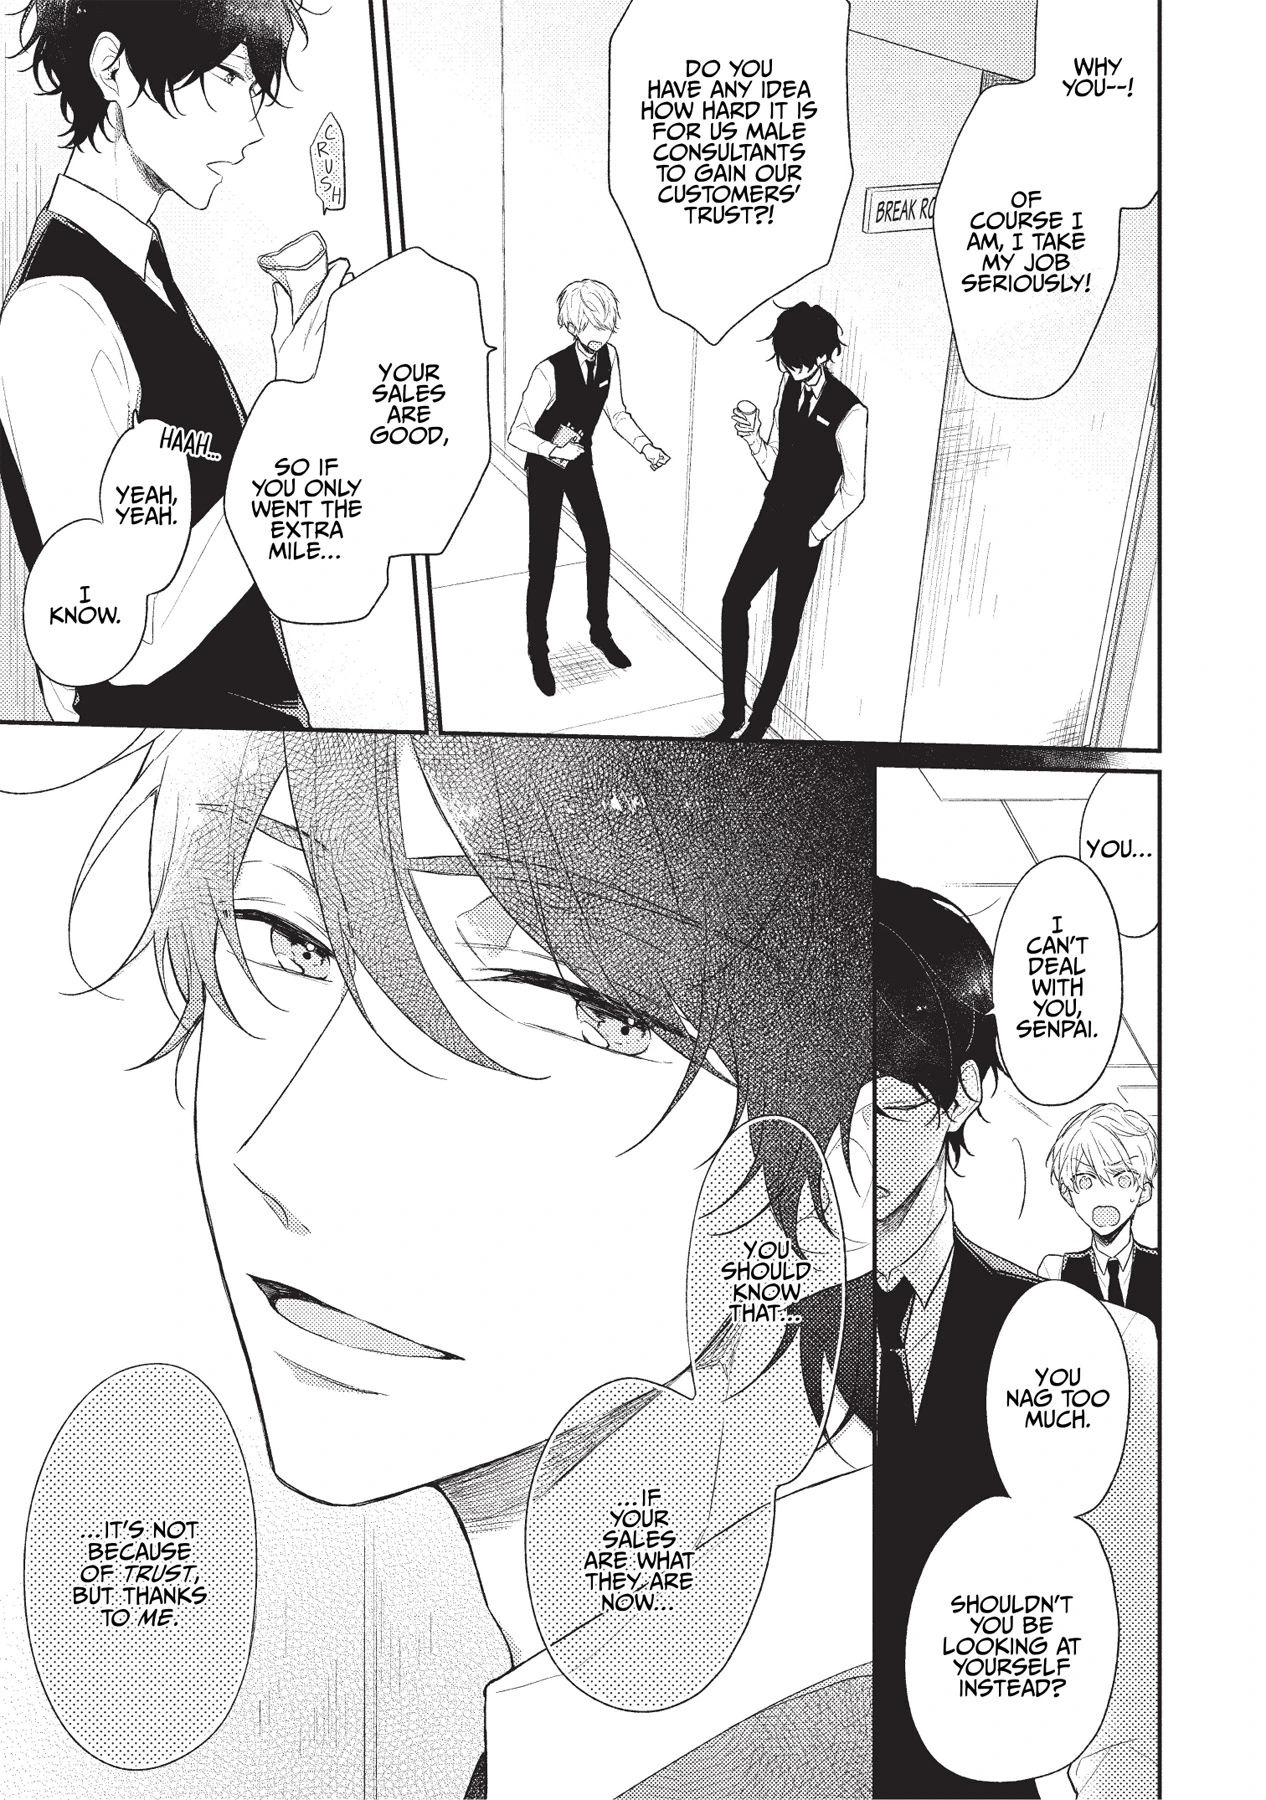 WHY
YOU--!
OF
COURSE I
AM, I TAKE
MY JOB
SERIOUSLY!
BREAK RO
DO YOU
HAVE ANY IDEA
HOW HARD IT IS
FOR US MALE
CONSULTANTS
TO GAIN OUR
CUSTOMERS'
TRUST?!
YOUR
SALES
ARE
GOOD,
SO IF
YOU ONLY
WENT THE
EXTRA
MILE...
CRUSH
HAAH...
YEAH,
YEAH.
I
KNOW.
YOU...
I
CAN'T
DEAL
WITH
YOU,
SENPAI.
YOU
NAG TOO
MUCH.
SHOULDN'T
YOU BE
LOOKING AT
YOURSELF
INSTEAD?
YOU
SHOULD
KNOW
THAT...
...IF
YOUR
SALES
ARE WHAT
THEY ARE
NOW...
...IT'S NOT
BECAUSE
OF TRUST,
BUT THANKS
TO ME.